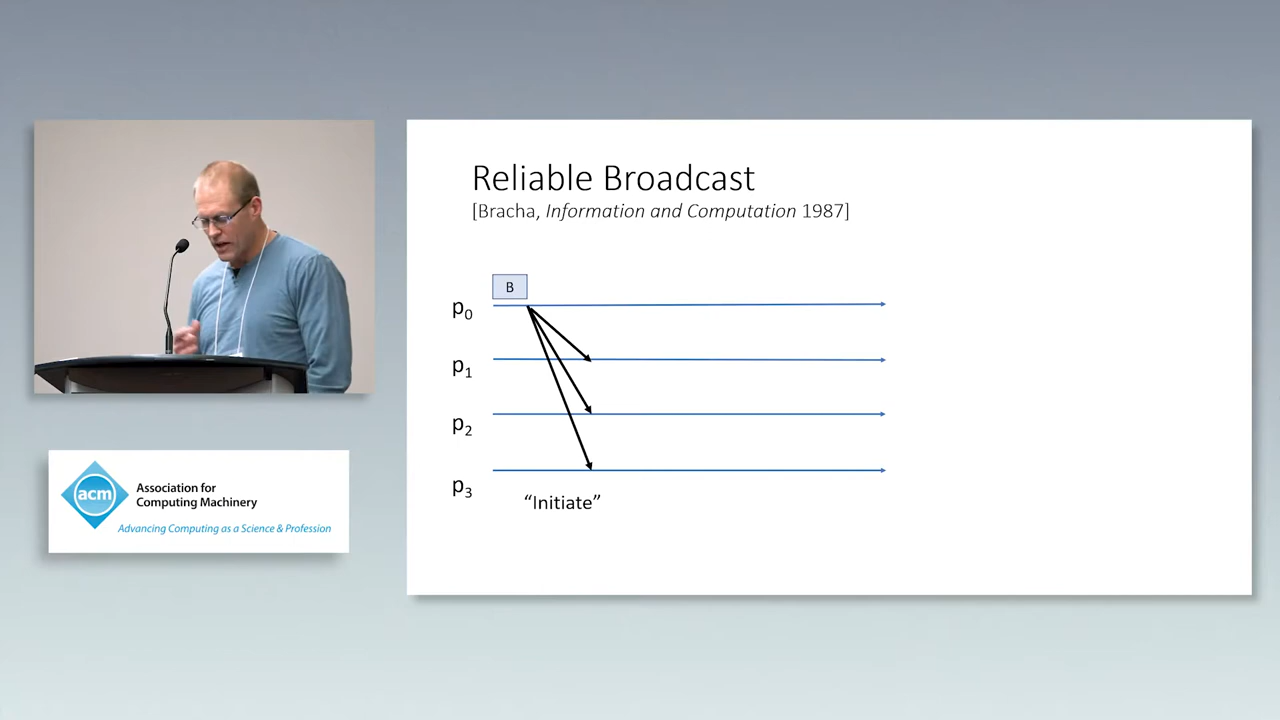 Reliable Broadcast
[Bracha, Information and Computation 1987]
B
p0
p1
p2
p3
“Initiate”
acm
Association for
Computing Machinery
Advancing Computing as a Science & Profession